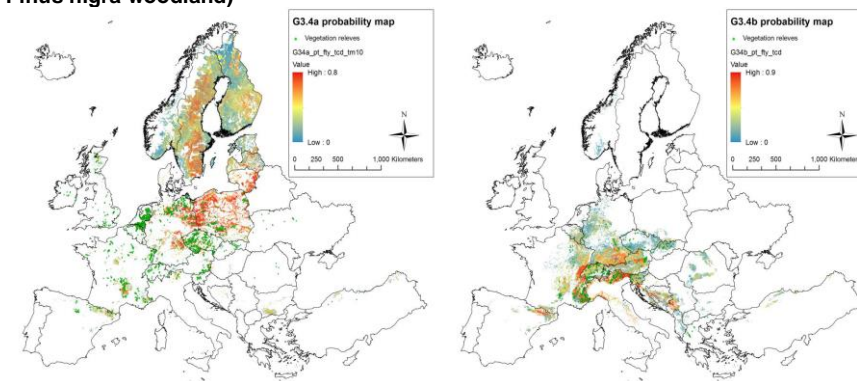 Pinus nigra woodland)
G3.4a probability map
Vegetation releves
G34a_pt_fly_tcd_tm10
Value
High : 0.8
Low : 0
N
0 250 500 1,000 Kilometers
G3.4b probability map
Vegetation releves
G34b_pt_fly_tcd
Value
High : 0.9
Low : 0
N
0 250 500 1,000 Kilometers